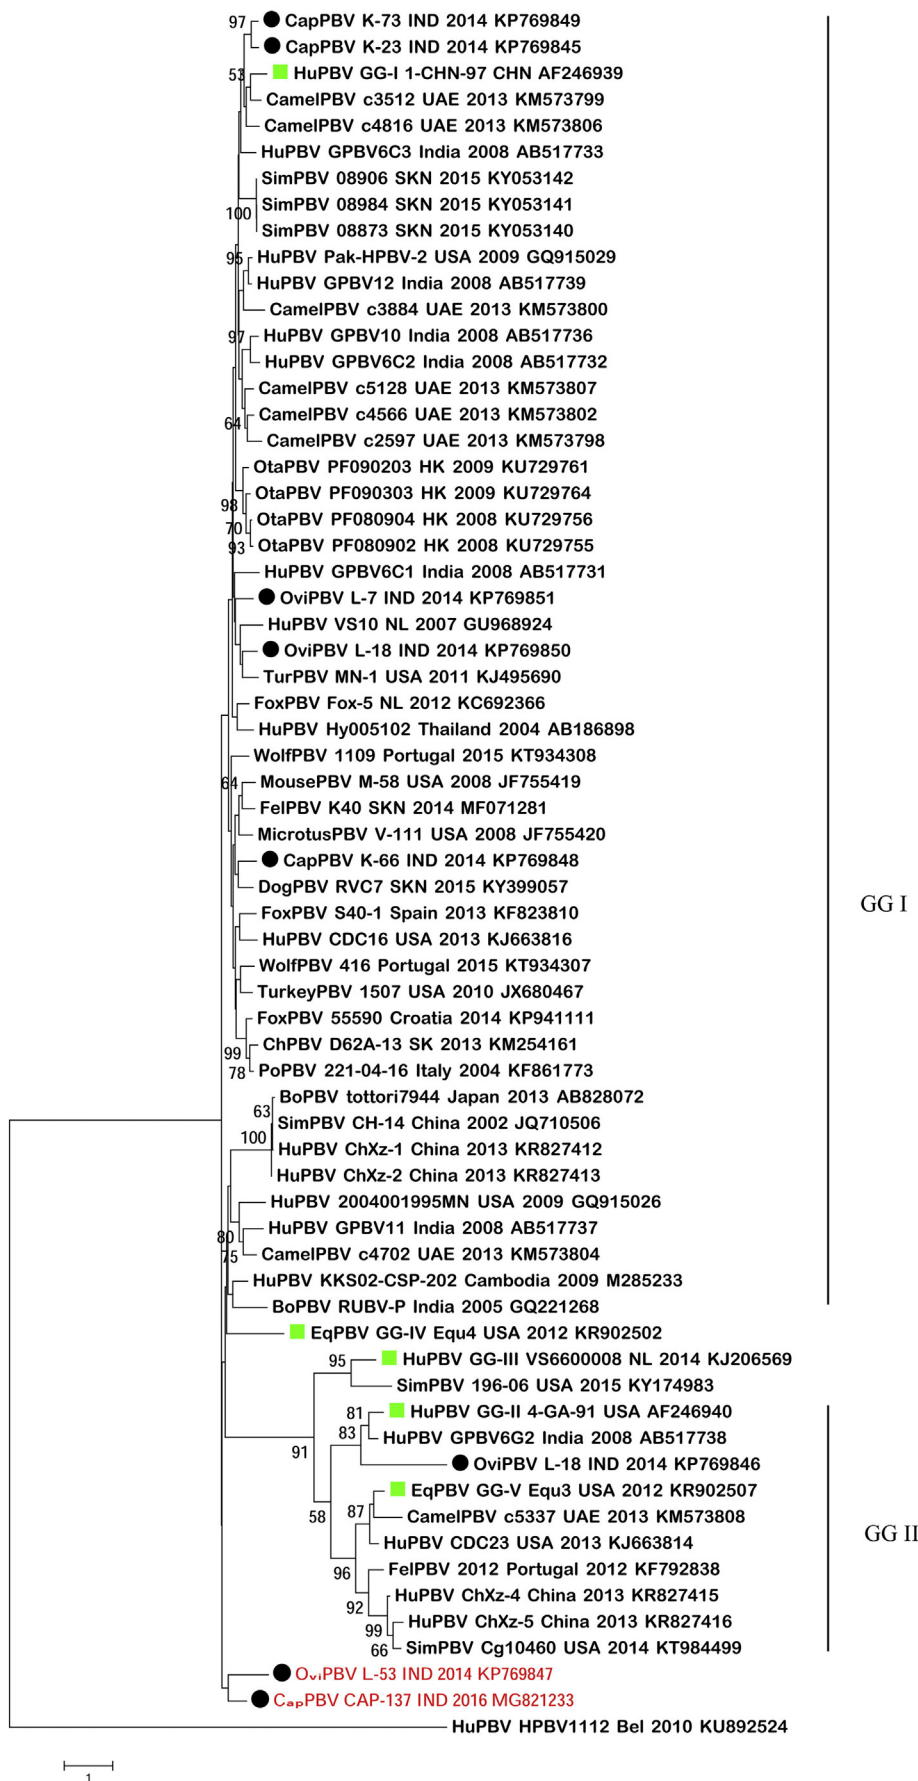 97
CapPBV K-73 IND 2014 KP769849
CapPBV K-23 IND 2014 KP769845
53
HuPBV GG-I 1-CHN-97 CHN AF246939
CamelPBV c3512 UAE 2013 KM573799
CamelPBV c4816 UAE 2013 KM573806
HuPBV GPBV6C3 India 2008 AB517733
SimPBV 08906 SKN 2015 KY053142
SimPBV 08984 SKN 2015 KY053141
100
SimPBV 08873 SKN 2015 KY053140
95
HuPBV Pak-HPBV-2 USA 2009 GQ915029
HuPBV GPBV12 India 2008 AB517739
CamelPBV c3884 UAE 2013 KM573800
97
HuPBV GPBV10 India 2008 AB517736
HuPBV GPBV6C2 India 2008 AB517732
CamelPBV c5128 UAE 2013 KM573807
64
CamelPBV c4566 UAE 2013 KM573802
CamelPBV c2597 UAE 2013 KM573798
OtaPBV PF090203 HK 2009 KU729761
98
OtaPBV PF090303 HK 2009 KU729764
70
OtaPBV PF080904 HK 2008 KU729756
93
OtaPBV PF080902 HK 2008 KU729755
HuPBV GPBV6C1 India 2008 AB517731
OviPBV L-7 IND 2014 KP769851
HuPBV VS10 NL 2007 GU968924
OviPBV L-18 IND 2014 KP769850
TurPBV MN-1 USA 2011 KJ495690
FoxPBV Fox-5 NL 2012 KC692366
HuPBV Hy005102 Thailand 2004 AB186898
WolfPBV 1109 Portugal 2015 KT934308
64
MousePBV M-58 USA 2008 JF755419
FelPBV K40 SKN 2014 MF071281
MicrotusPBV V-111 USA 2008 JF755420
CapPBV K-66 IND 2014 KP769848
DogPBV RVC7 SKN 2015 KY399057
GG I
FoxPBV S40-1 Spain 2013 KF823810
HuPBV CDC16 USA 2013 KJ663816
WolfPBV 416 Portugal 2015 KT934307
TurkeyPBV 1507 USA 2010 JX680467
FoxPBV 55590 Croatia 2014 KP941111
99
ChPBV D62A-13 SK 2013 KM254161
78
PoPBV 221-04-16 Italy 2004 KF861773
BoPBV tottori7944 Japan 2013 AB828072
63
SimPBV CH-14 China 2002 JQ710506
100
HuPBV ChXz-1 China 2013 KR827412
HuPBV ChXz-2 China 2013 KR827413
HuPBV 2004001995MN USA 2009 GQ915026
HuPBV GPBV11 India 2008 AB517737
80
CamelPBV c4702 UAE 2013 KM573804
75
HuPBV KKS02-CSP-202 Cambodia 2009 M285233
BoPBV RUBV-P India 2005 GQ221268
EqPBV GG-IV Equ4 USA 2012 KR902502
95
HuPBV GG-III VS6600008 NL 2014 KJ206569
SimPBV 196-06 USA 2015 KY174983
81
HuPBV GG-II 4-GA-91 USA AF246940
83
HuPBV GPBV6G2 India 2008 AB517738
91
OviPBV L-18 IND 2014 KP769846
EqPBV GG-V Equ3 USA 2012 KR902507
87
58
CamelPBV c5337 UAE 2013 KM573808
GG II
HuPBV CDC23 USA 2013 KJ663814
96
FelPBV 2012 Portugal 2012 KF792838
92
HuPBV ChXz-4 China 2013 KR827415
99
HuPBV ChXz-5 China 2013 KR827416
66
SimPBV Cg10460 USA 2014 KT984499
OviPBV L-53 IND 2014 KP769847
CapPBV CAP-137 IND 2016 MG821233
HuPBV HPBV1112 Bel 2010 KU892524
1